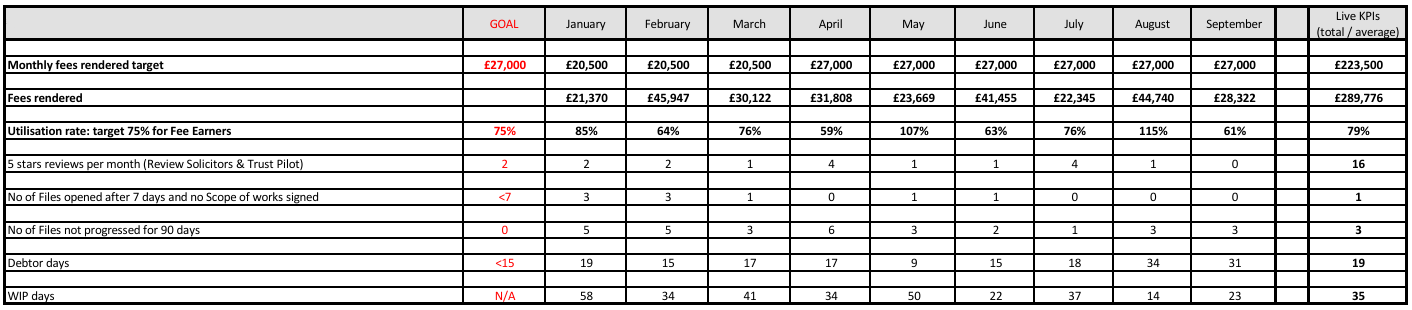 GOAL January February March April May June July August September Live KPIs
(total / average)
Monthly fees rendered target £27,000 £20,500 £20,500 £20,500 £27,000 £27,000 £27,000 £27,000 £27,000 £27,000 £223,500
Fees rendered £21,370 £45,947 £30,122 £31,808 £23,669 £41,455 £22,345 £44,740 £28,322 £289,776
Utilisation rate: target 75% for Fee Earners 75% 85% 64% 76% 59% 107% 63% 76% 115% 61% 79%
5 stars reviews per month (Review Solicitors & Trust Pilot) 2 2 2 1 4 1 1 4 1 0 16
No of Files opened after 7 days and no Scope of works signed <7 3 3 1 0 1 1 0 0 0 1
No of Files not progressed for 90 days 0 5 5 3 6 3 2 1 3 3 3
Debtor days <15 19 15 17 17 9 15 18 34 31 19
WIP days N/A 58 34 41 34 50 22 37 14 23 35